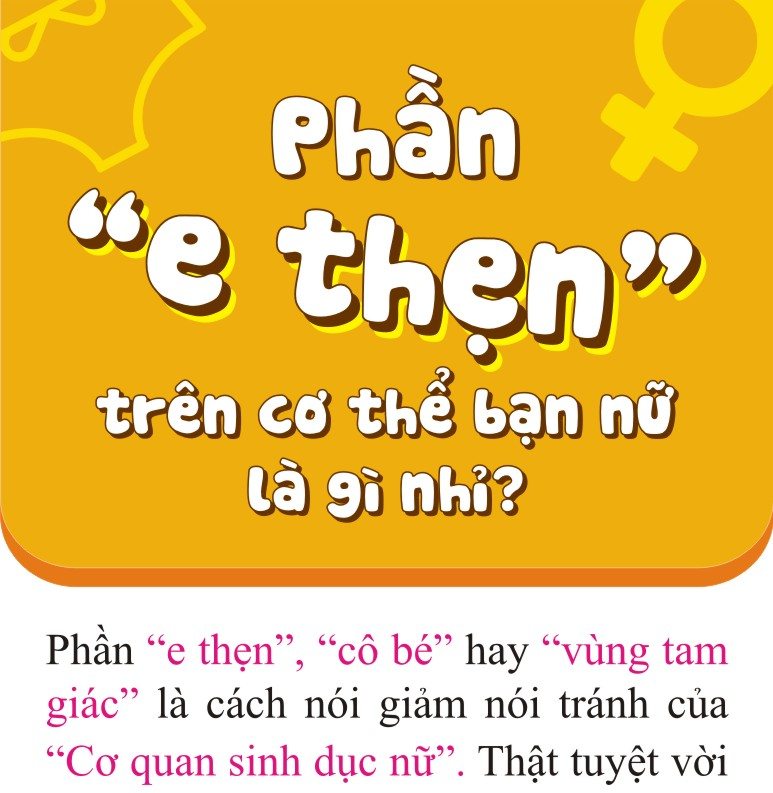 Phần
“e thẹn”
trên cơ thể bạn nữ
là gì nhỉ?
Phần “e thẹn”, “cô bé” hay “vùng tam
giác” là cách nói giảm nói tránh của
“Cơ quan sinh dục nữ”. Thật tuyệt vời